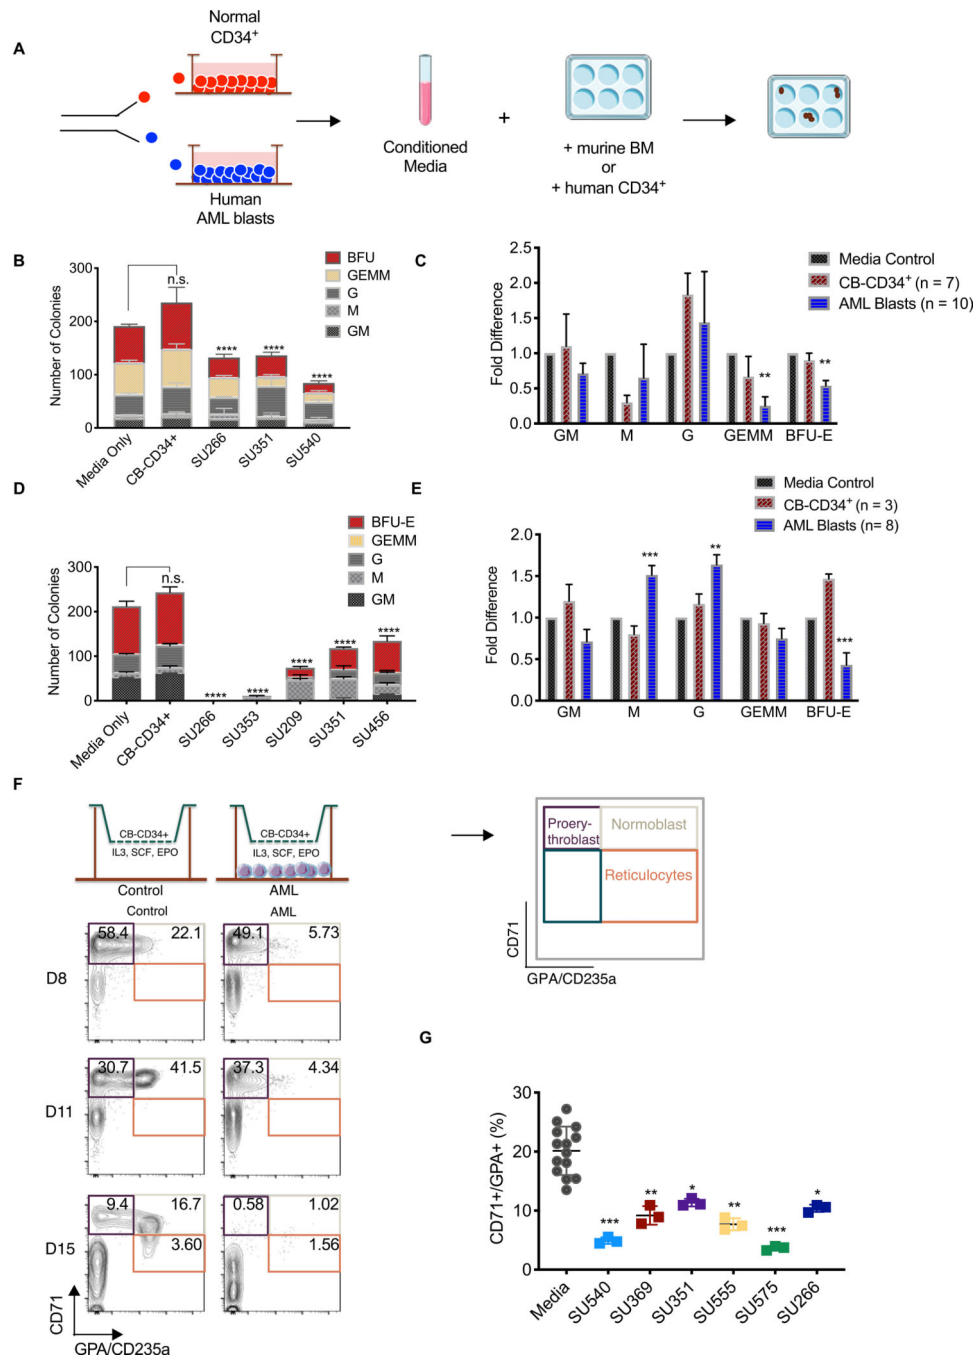 A
Normal
CD34+
Human
AML blasts
Conditioned
Media
+
+ murine BM
or
+ human CD34+
B
Number of Colonies
300
200
100
0
n.s.
****
****
****
BFU
GEMM
G
M
GM
Media Only
CB-CD34+
SU266
SU351
SU540
C
Fold Difference
2.5
2.0
1.5
1.0
0.5
0.0
Media Control
CB-CD34+ (n = 7)
AML Blasts (n = 10)
**
**
GM
M
G
GEMM
BFU-E
D
Number of Colonies
300
200
100
0
n.s.
****
****
****
****
****
BFU-E
GEMM
G
M
GM
Media Only
CB-CD34+
SU266
SU353
SU209
SU351
SU456
E
Fold Difference
2.0
1.5
1.0
0.5
0.0
Media Control
CB-CD34+ (n = 3)
AML Blasts (n= 8)
***
**
***
GM
M
G
GEMM
BFU-E
F
CB-CD34+
IL3, SCF, EPO
Control
CB-CD34+
IL3, SCF, EPO
AML
Proery-
throblast
Normoblast
Reticulocytes
CD71
GPA/CD235a
Control
AML
D8
58.4
22.1
49.1
5.73
D11
30.7
41.5
37.3
4.34
D15
9.4
16.7
3.60
0.58
1.02
1.56
CD71
GPA/CD235a
G
CD71+/GPA+ (%)
30
20
10
0
***
**
*
**
***
*
Media
SU540
SU369
SU351
SU555
SU575
SU266